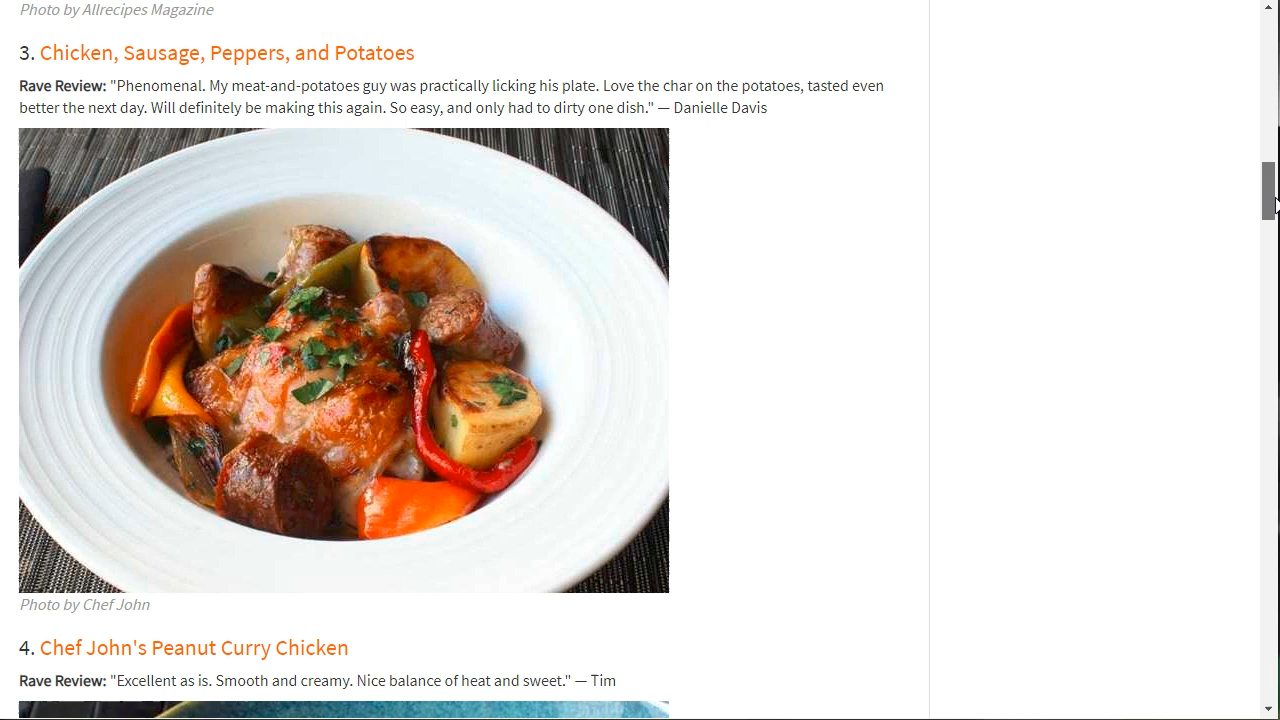 Photo by Allrecipes Magazine
3. Chicken, Sausage, Peppers, and Potatoes
Rave Review: "Phenomenal. My meat-and-potatoes guy was practically licking his plate. Love the char on the potatoes, tasted even
better the next day. Will definitely be making this again. So easy, and only had to dirty one dish." — Danielle Davis
Photo by Chef John
4. Chef John's Peanut Curry Chicken
Rave Review: "Excellent as is. Smooth and creamy. Nice balance of heat and sweet." — Tim